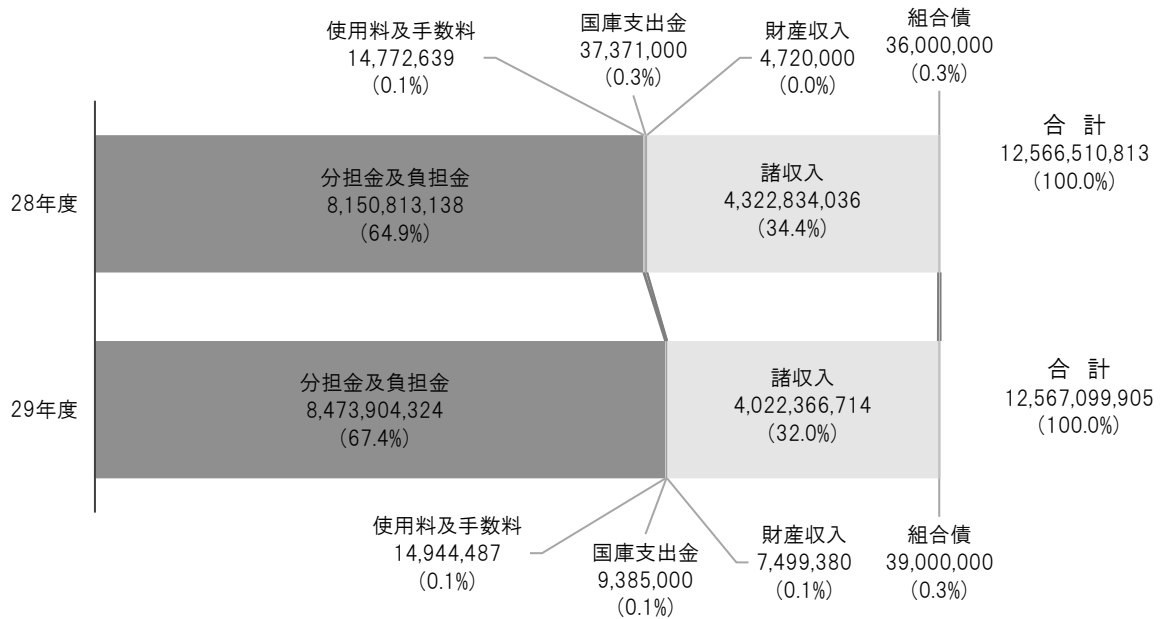 使用料及手数料
14,772,639
(0.1%)
国庫支出金
37,371,000
(0.3%)
財産収入
4,720,000
(0.0%)
組合債
36,000,000
(0.3%)
28年度
分担金及負担金
8,150,813,138
(64.9%)
諸収入
4,322,834,036
(34.4%)
合 計
12,566,510,813
(100.0%)
29年度
分担金及負担金
8,473,904,324
(67.4%)
諸収入
4,022,366,714
(32.0%)
合 計
12,567,099,905
(100.0%)
使用料及手数料
14,944,487
(0.1%)
国庫支出金
9,385,000
(0.1%)
財産収入
7,499,380
(0.1%)
組合債
39,000,000
(0.3%)